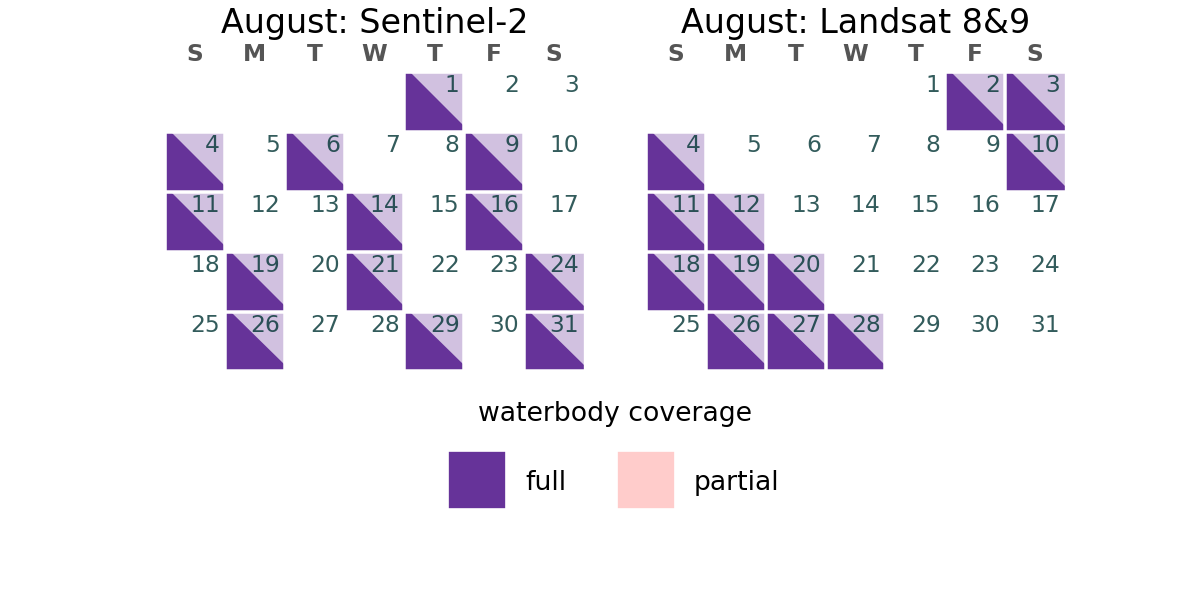 August: Sentinel-2
S M T W T F S
1 2 3
4 5 6 7 8 9 10
11 12 13 14 15 16 17
18 19 20 21 22 23 24
25 26 27 28 29 30 31
August: Landsat 8&9
S M T W T F S
1 2 3
4 5 6 7 8 9 10
11 12 13 14 15 16 17
18 19 20 21 22 23 24
25 26 27 28 29 30 31
waterbody coverage
full partial